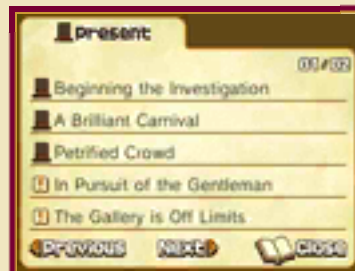 Present
01/02
Beginning the Investigation
A Brilliant Carnival
Petrified Crowd
In Pursuit of the Gentleman
The Gallery is Off Limits
Previous Next Close